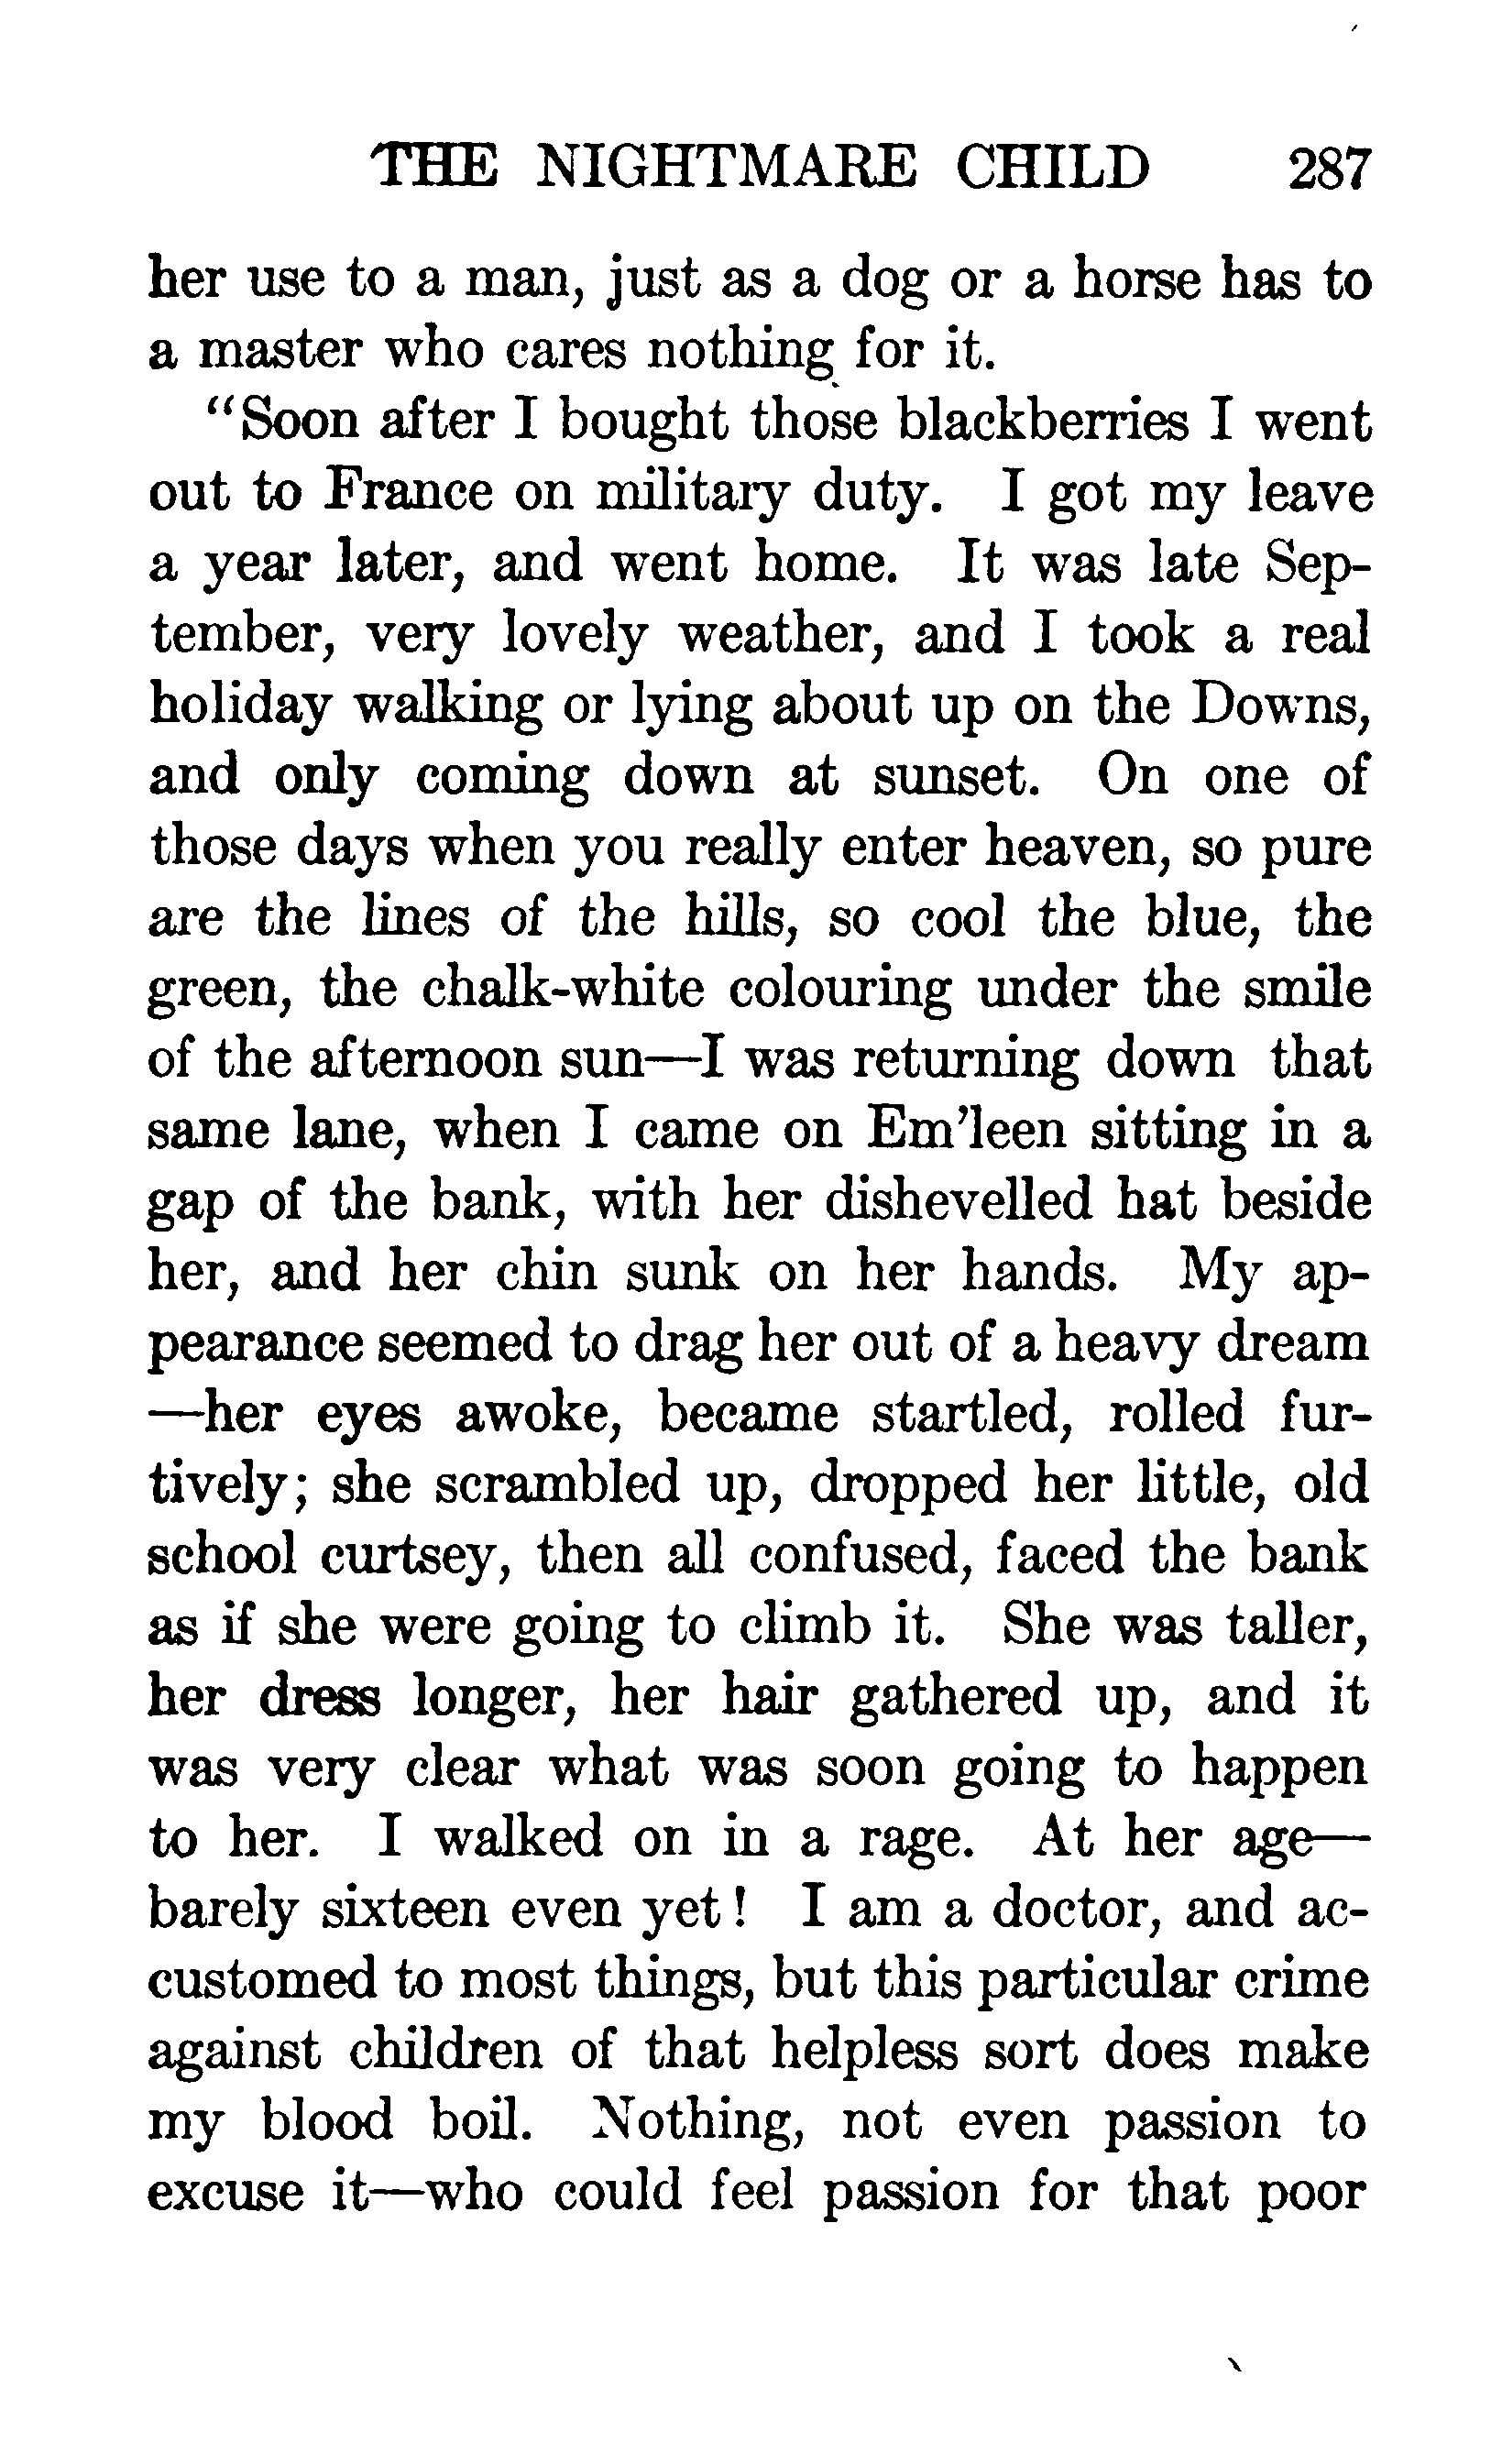 THE NIGHTMARE CHILD 287
her use to a man, just as a dog or a horse has to
a master who cares nothing for it.
"Soon after I bought those blackberries I went
out to France on military duty. I got my leave
a year later, and went home. It was late Sep-
tember, very lovely weather, and I took a real
holiday walking or lying about up on the Downs,
and only coming down at sunset. On one of
those days when you really enter heaven, so pure
are the lines of the hills, so cool the blue, the
green, the chalk-white colouring under the smile
of the afternoon sun—I was returning down that
same lane, when I came on Em'leen sitting in a
gap of the bank, with her dishevelled hat beside
her, and her chin sunk on her hands. My ap-
pearance seemed to drag her out of a heavy dream
—her eyes awoke, became startled, rolled fur-
tively; she scrambled up, dropped her little, old
school curtsey, then all confused, faced the bank
as if she were going to climb it. She was taller,
her dress longer, her hair gathered up, and it
was very clear what was soon going to happen
to her. I walked on in a rage. At her age—
barely sixteen even yet! I am a doctor, and ac-
customed to most things, but this particular crime
against children of that helpless sort does make
my blood boil. Nothing, not even passion to
excuse it—who could feel passion for that poor